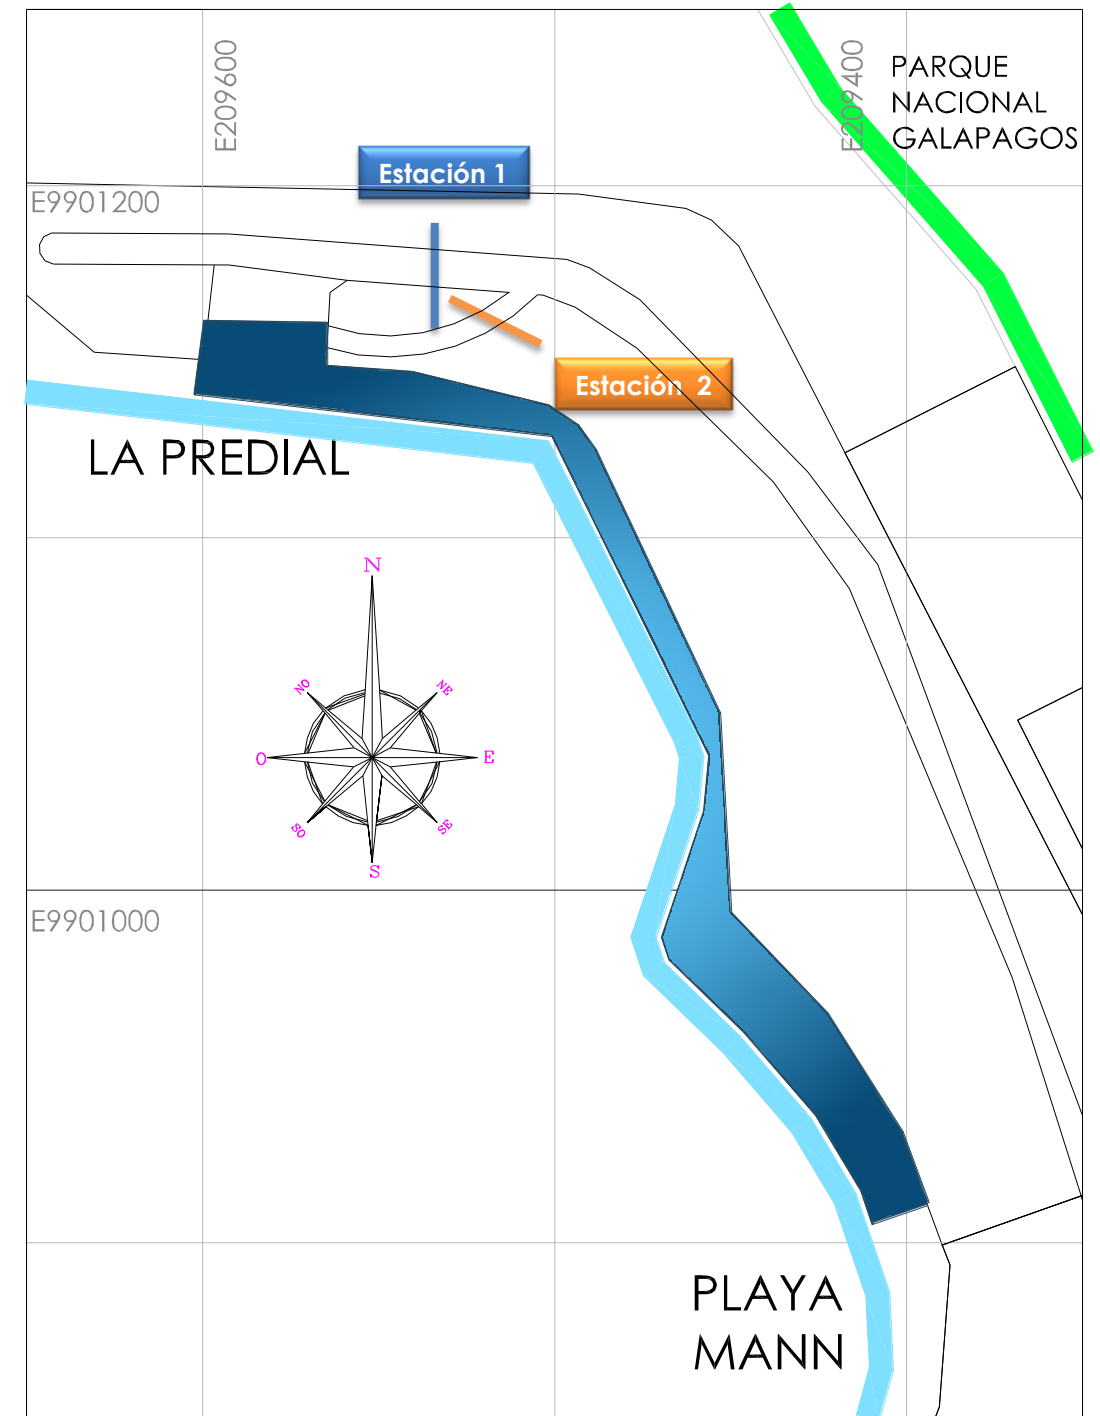 E209600
E209400
PARQUE
NACIONAL
GALAPAGOS
Estación 1
E9901200
Estación 2
LA PREDIAL
N
NO
NE
O
E
SO
SE
S
E9901000
PLAYA
MANN